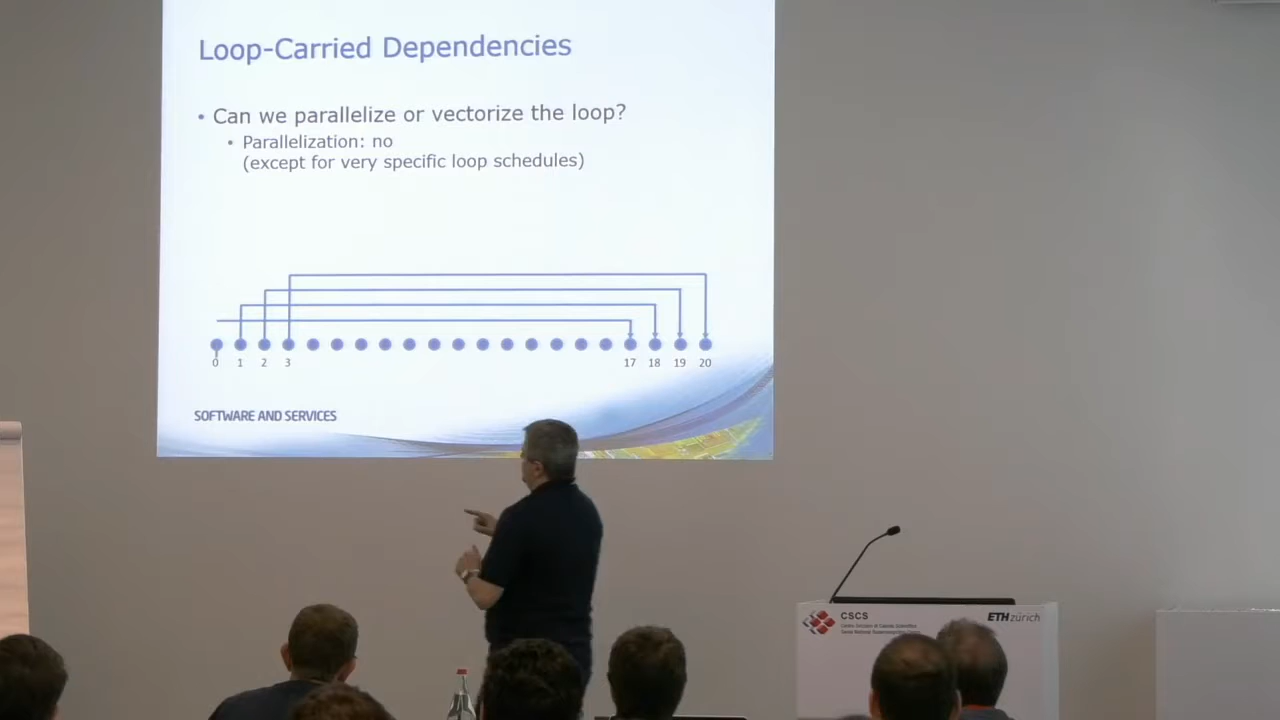 Loop-Carried Dependencies
• Can we parallelize or vectorize the loop?
• Parallelization: no
(except for very specific loop schedules)
0 1 2 3 17 18 19 20
SOFTWARE AND SERVICES
CSCS
ETH zürich